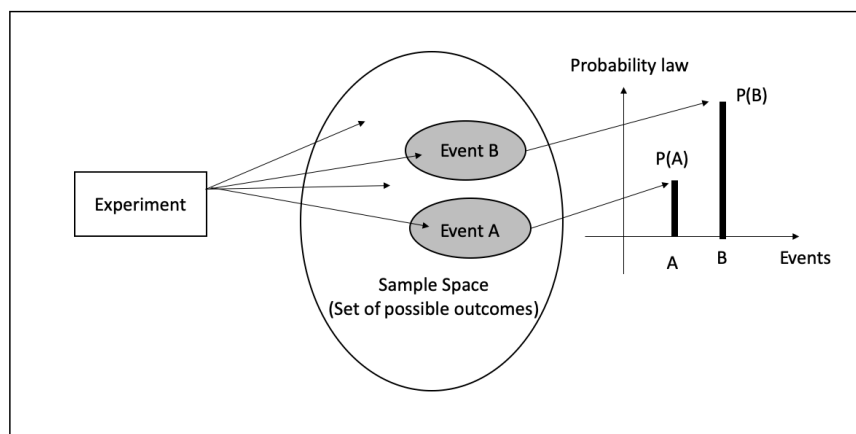 Probability law
P(B)
Event B
P(A)
Experiment
Event A
A
B
Events
Sample Space
(Set of possible outcomes)